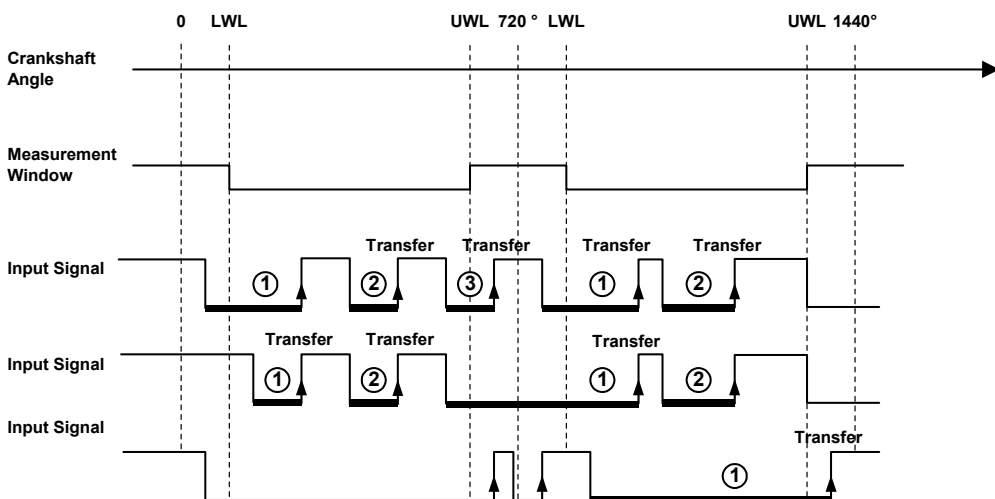 0 LWL UWL 720 ° LWL UWL 1440°
Crankshaft
Angle
Measurement
Window
Transfer Transfer Transfer Transfer
Input Signal ① ② ③ ① ②
Transfer Transfer Transfer
Input Signal ① ② ① ②
Input Signal
Transfer
①